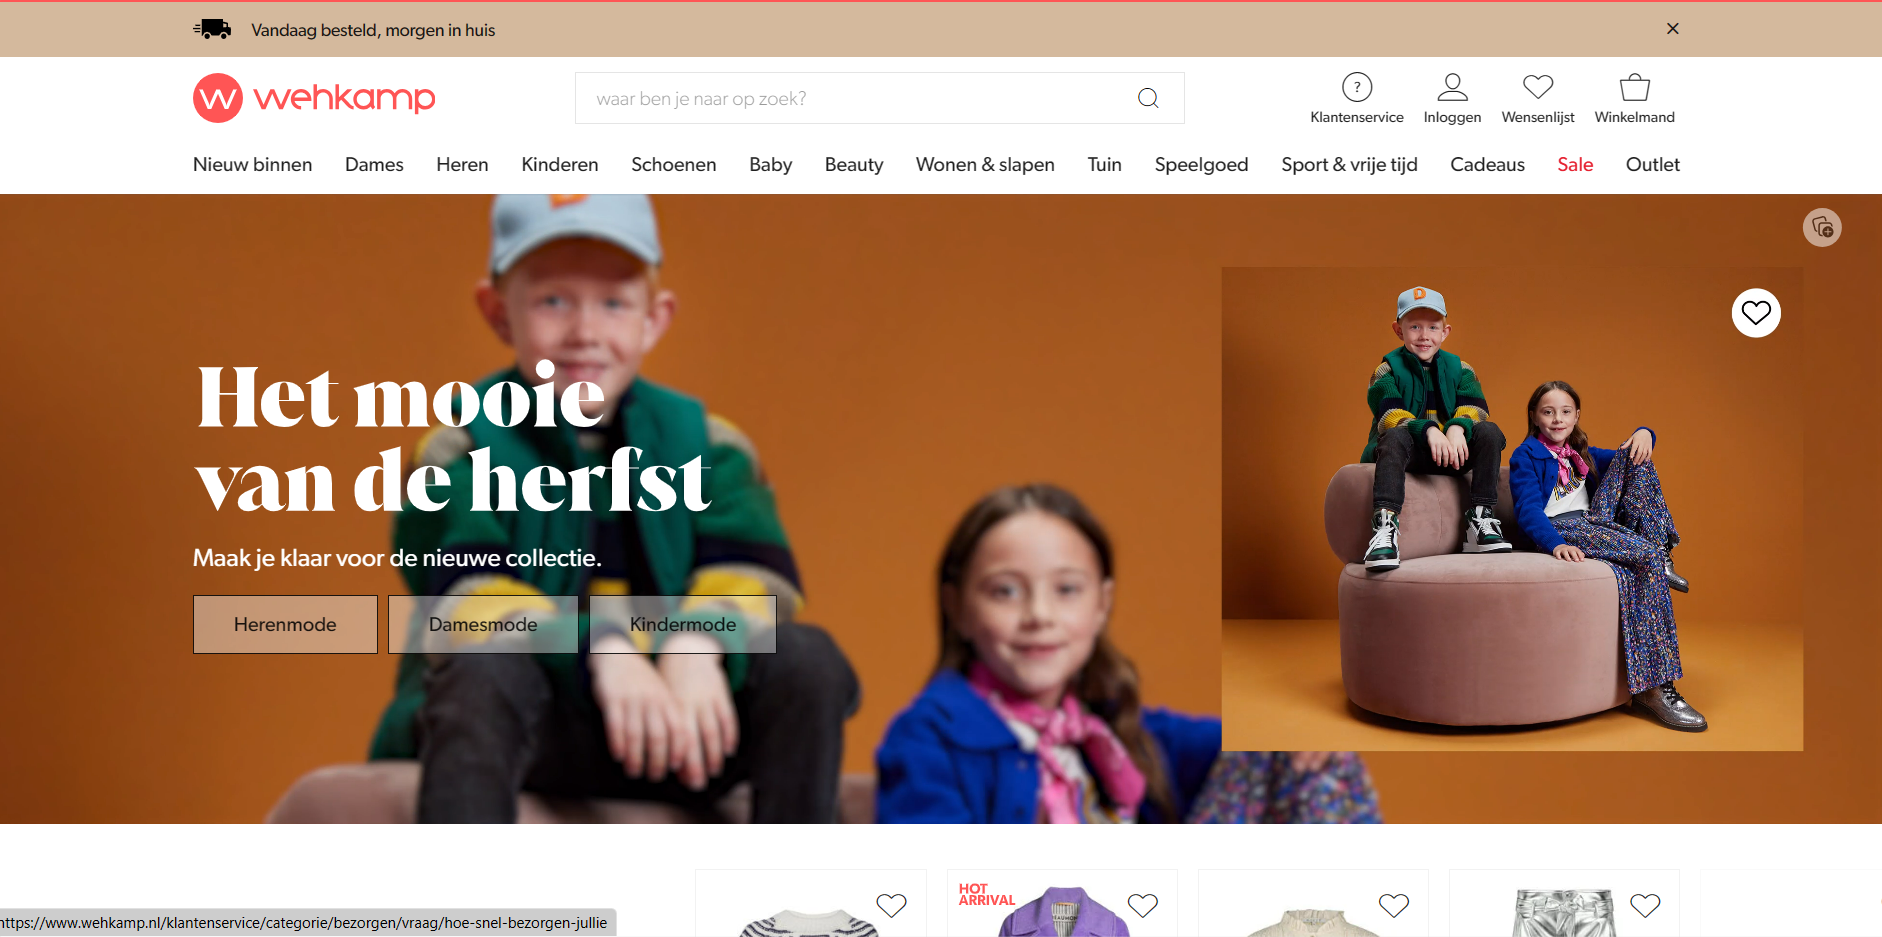 Vandaag besteld, morgen in huis
wehkamp
waar ben je naar op zoek?
Klantenservice
Inloggen
Wensenlijst
Winkelmand
Nieuw binnen
Dames
Heren
Kinderen
Schoenen
Baby
Beauty
Wonen & slapen
Tuin
Speelgoed
Sport & vrije tijd
Cadeaus
Sale
Outlet
Het mooie
van de herfst
Maak je klaar voor de nieuwe collectie.
Herenmode
Damesmode
Kindermode
HOT
ARRIVAL
https://www.wehkamp.nl/klantenservice/categorie/bezorgen/vraag/hoe-snel-bezorgen-jullie